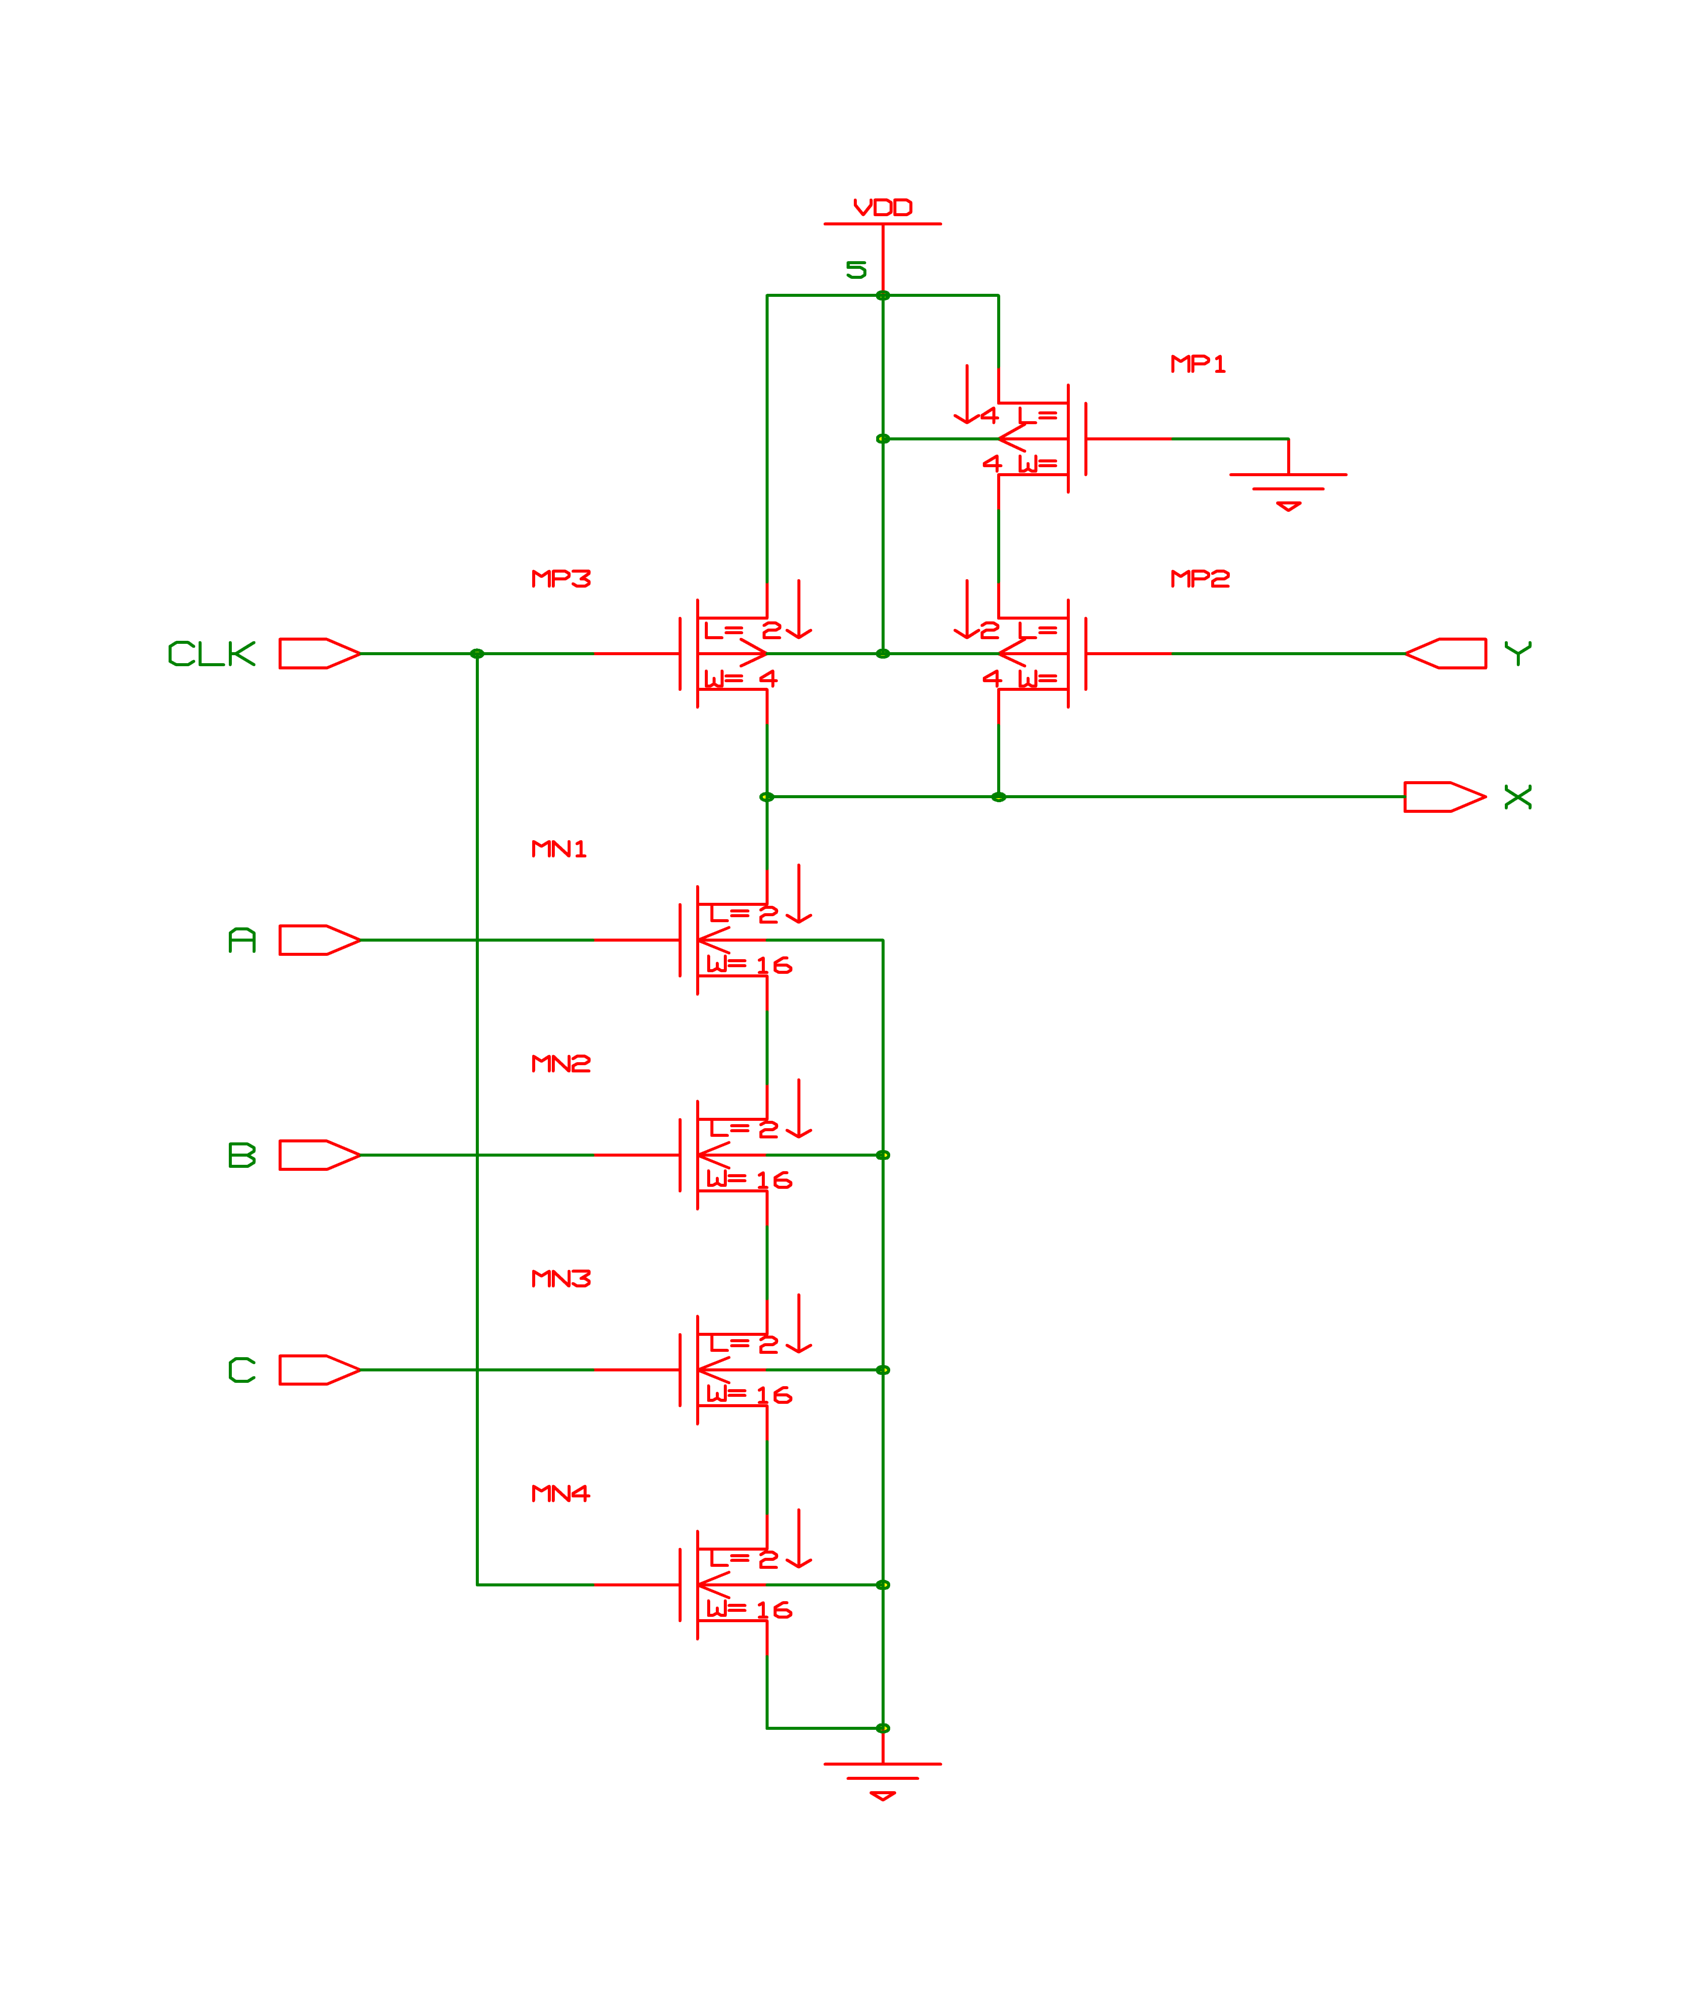 VDD
5
MP1
4 L=
4 W=
MP3
MP2
L= 2
2 L=
CLK
Y
W= 4
4 W=
X
MN1
L= 2
A
W= 16
MN2
L= 2
B
W= 16
MN3
L= 2
C
W= 16
MN4
L= 2
W= 16